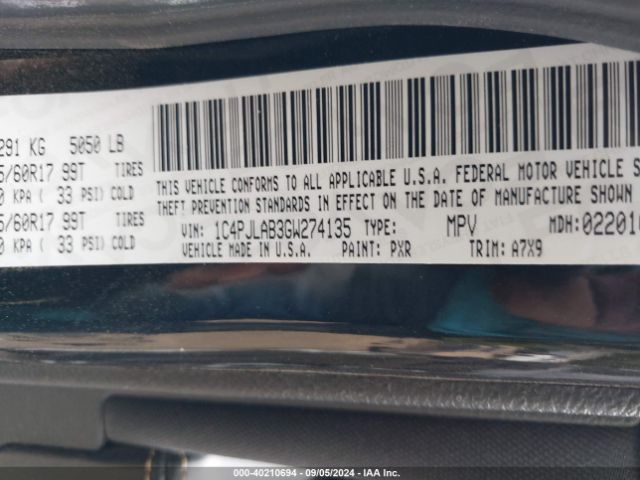 291 KG 5050 LB
/60R17 99T TIRES
KPA ( 33 PSI) COLD
/60R17 99T TIRES
KPA ( 33 PSI) COLD
THIS VEHICLE CONFORMS TO ALL APPLICABLE U.S.A. FEDERAL MOTOR VEHICLE S
THEFT PREVENTION STANDARDS IN EFFECT ON THE DATE OF MANUFACTURE SHOWN
VIN: 1C4PJLAB3GW274135 TYPE: MPV MDH:02201
VEHICLE MADE IN U.S.A. PAINT: PXR TRIM: A7X9
000-40210694 - 09/05/2024 - IAA Inc.